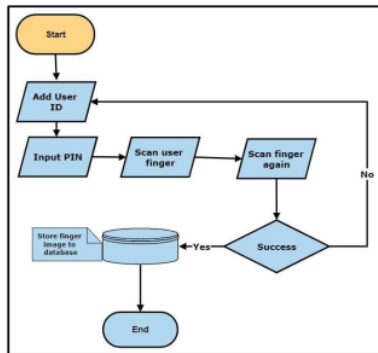 Start
Add User
ID
Input PIN
Scan user
finger
Scan finger
again
No
Success
Yes
Store finger
image to
database
End